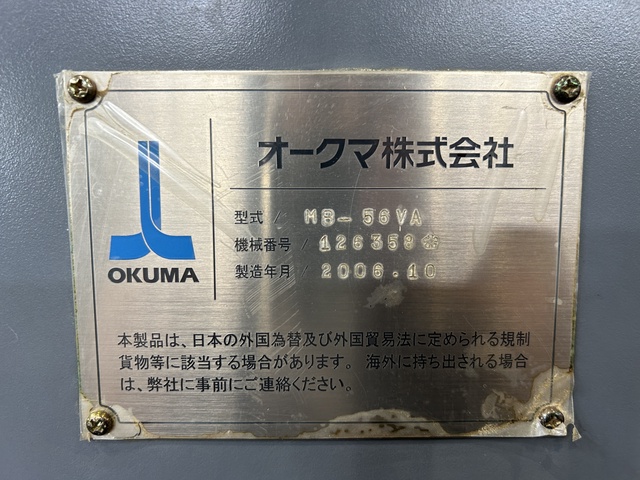 オークマ株式会社
OKUMA
型式 / MB-56VA
機械番号 / 126358*
製造年月 / 2006.10
本製品は、日本の外国為替及び外国貿易法に定められる規制
貨物等に該当する場合があります。 海外に持ち出される場合
は、弊社に事前にご連絡ください。